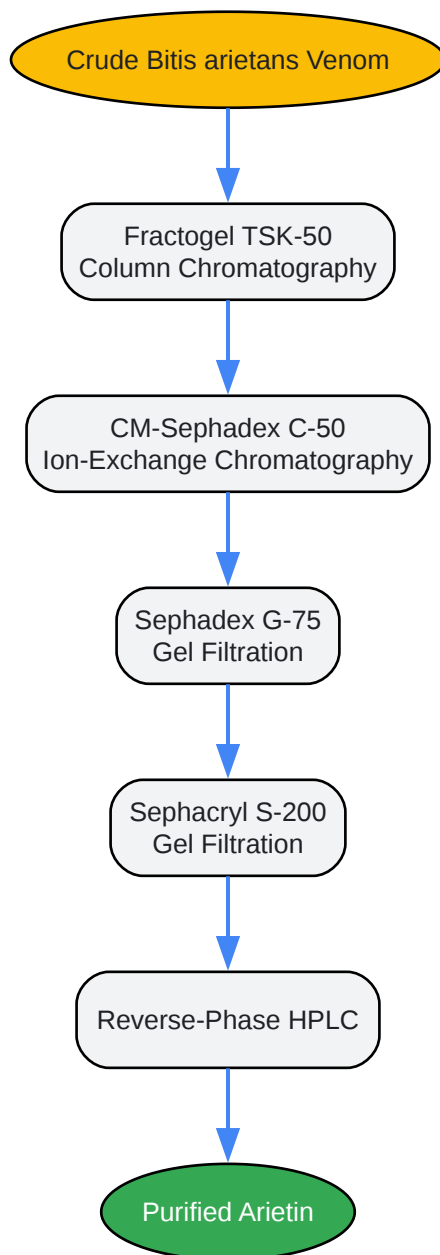 Crude Bitis arietans Venom
Fractogel TSK-50
Column Chromatography
CM-Sephadex C-50
Ion-Exchange Chromatography
Sephadex G-75
Gel Filtration
Sephacryl S-200
Gel Filtration
Reverse-Phase HPLC
Purified Arietin